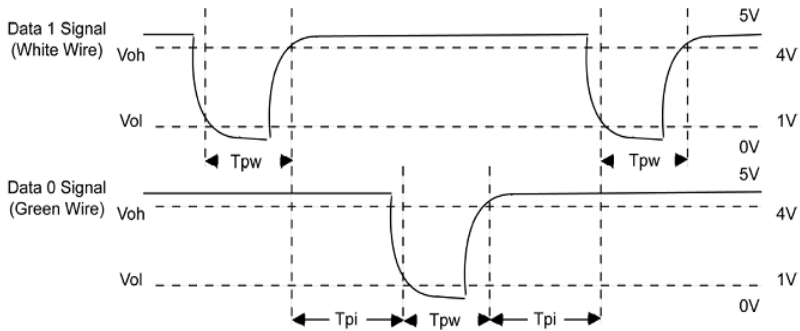 Data 1 Signal
(White Wire)
Voh
Vol
5V
4V
1V
0V
Tpw
Tpw
Data 0 Signal
(Green Wire)
Voh
Vol
5V
4V
1V
0V
Tpi
Tpw
Tpi